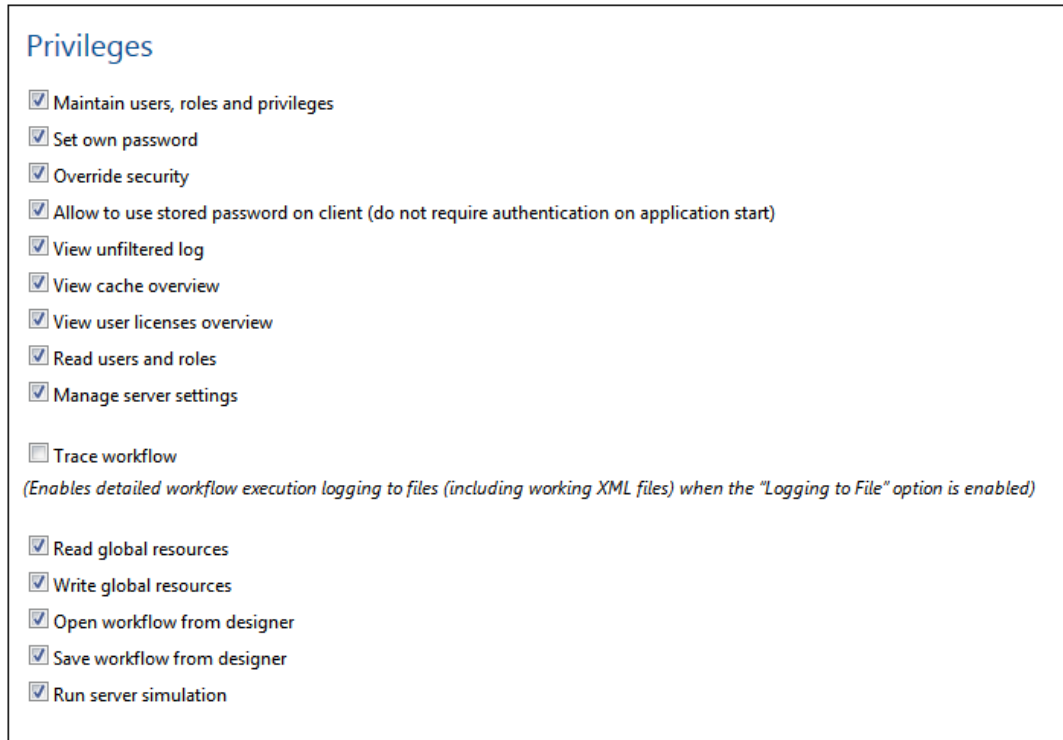 Privileges
Maintain users, roles and privileges
Set own password
Override security
Allow to use stored password on client (do not require authentication on application start)
View unfiltered log
View cache overview
View user licenses overview
Read users and roles
Manage server settings
Trace workflow
(Enables detailed workflow execution logging to files (including working XML files) when the "Logging to File" option is enabled)
Read global resources
Write global resources
Open workflow from designer
Save workflow from designer
Run server simulation